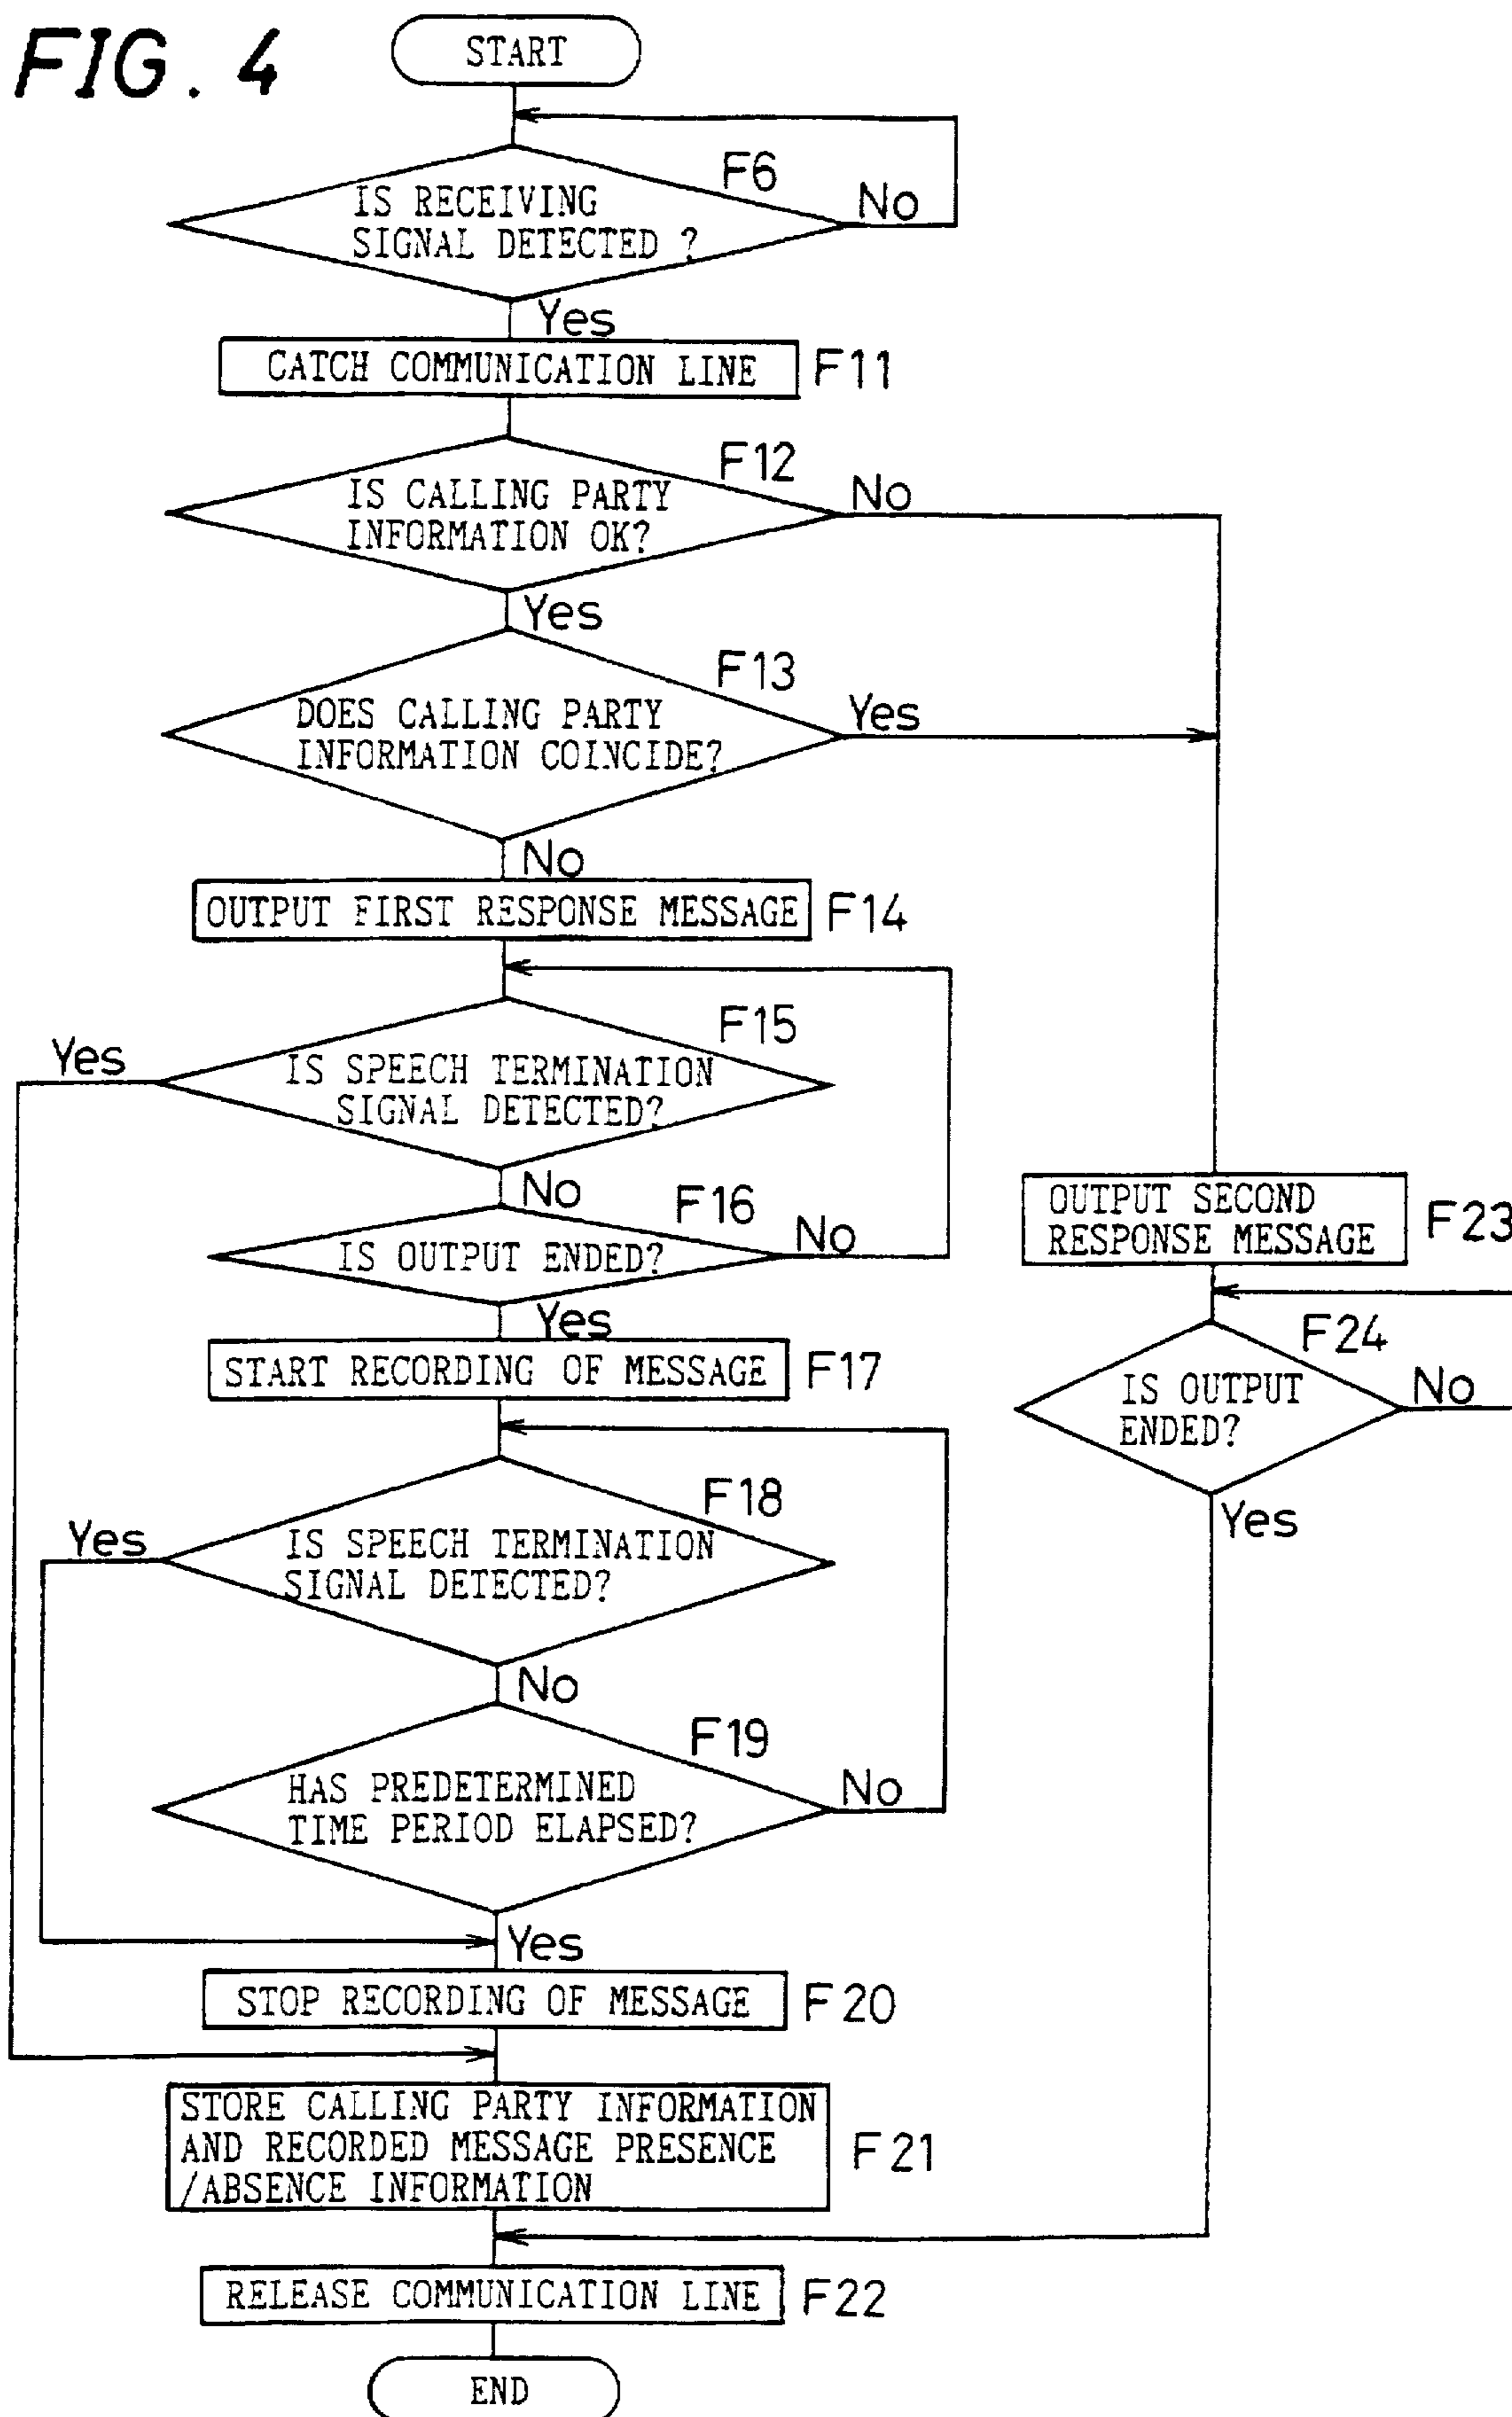 FIG. 4
START
F6
IS RECEIVING
SIGNAL DETECTED ?
No
Yes
CATCH COMMUNICATION LINE
F11
F12
IS CALLING PARTY
INFORMATION OK?
No
Yes
F13
DOES CALLING PARTY
INFORMATION COINCIDE?
Yes
No
OUTPUT FIRST RESPONSE MESSAGE
F14
F15
Yes
IS SPEECH TERMINATION
SIGNAL DETECTED?
No
F16
IS OUTPUT ENDED?
No
Yes
OUTPUT SECOND
RESPONSE MESSAGE
F23
START RECORDING OF MESSAGE
F17
F24
IS OUTPUT
ENDED?
No
Yes
F18
Yes
IS SPEECH TERMINATION
SIGNAL DETECTED?
No
F19
HAS PREDETERMINED
TIME PERIOD ELAPSED?
No
Yes
STOP RECORDING OF MESSAGE
F20
STORE CALLING PARTY INFORMATION
AND RECORDED MESSAGE PRESENCE
/ABSENCE INFORMATION
F21
RELEASE COMMUNICATION LINE
F22
END